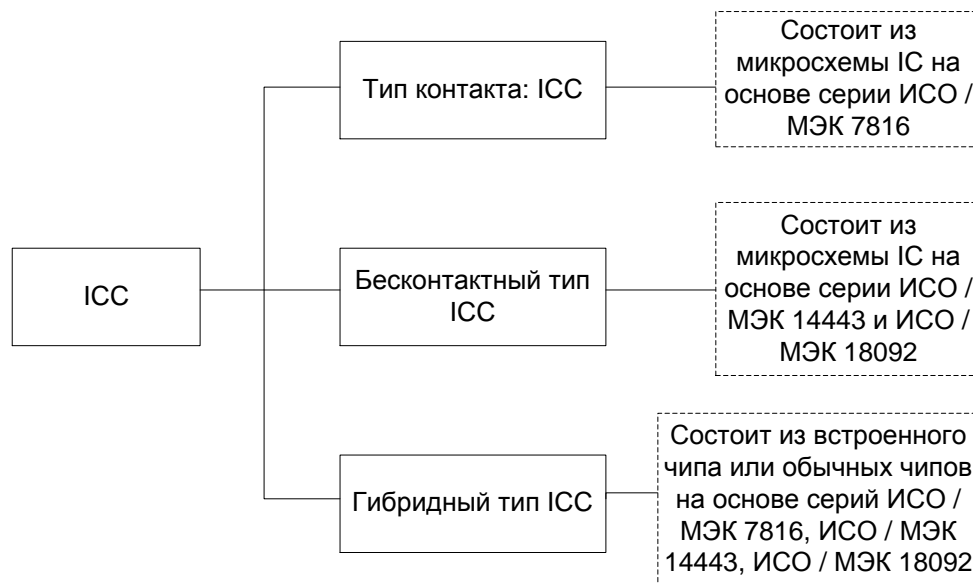 Состоит из
микросхемы IC на
основе серии ИСО /
МЭК 7816
Тип контакта: ICC
Состоит из
микросхемы IC на
основе серии ИСО /
МЭК 14443 и ИСО /
МЭК 18092
ICC
Бесконтактный тип
ICC
Состоит из встроенного
чипа или обычных чипов
на основе серий ИСО /
МЭК 7816, ИСО / МЭК
14443, ИСО / МЭК 18092
Гибридный тип ICC